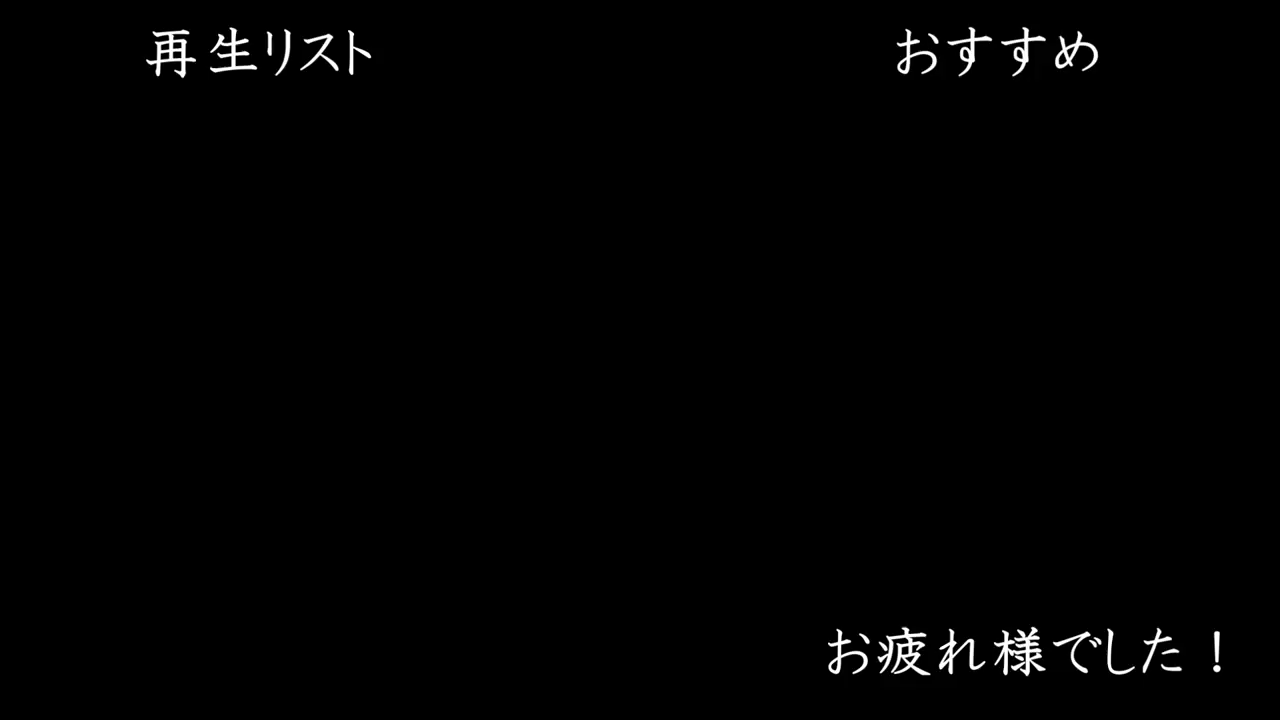 再生リスト
おすすめ
お疲れ様でした！